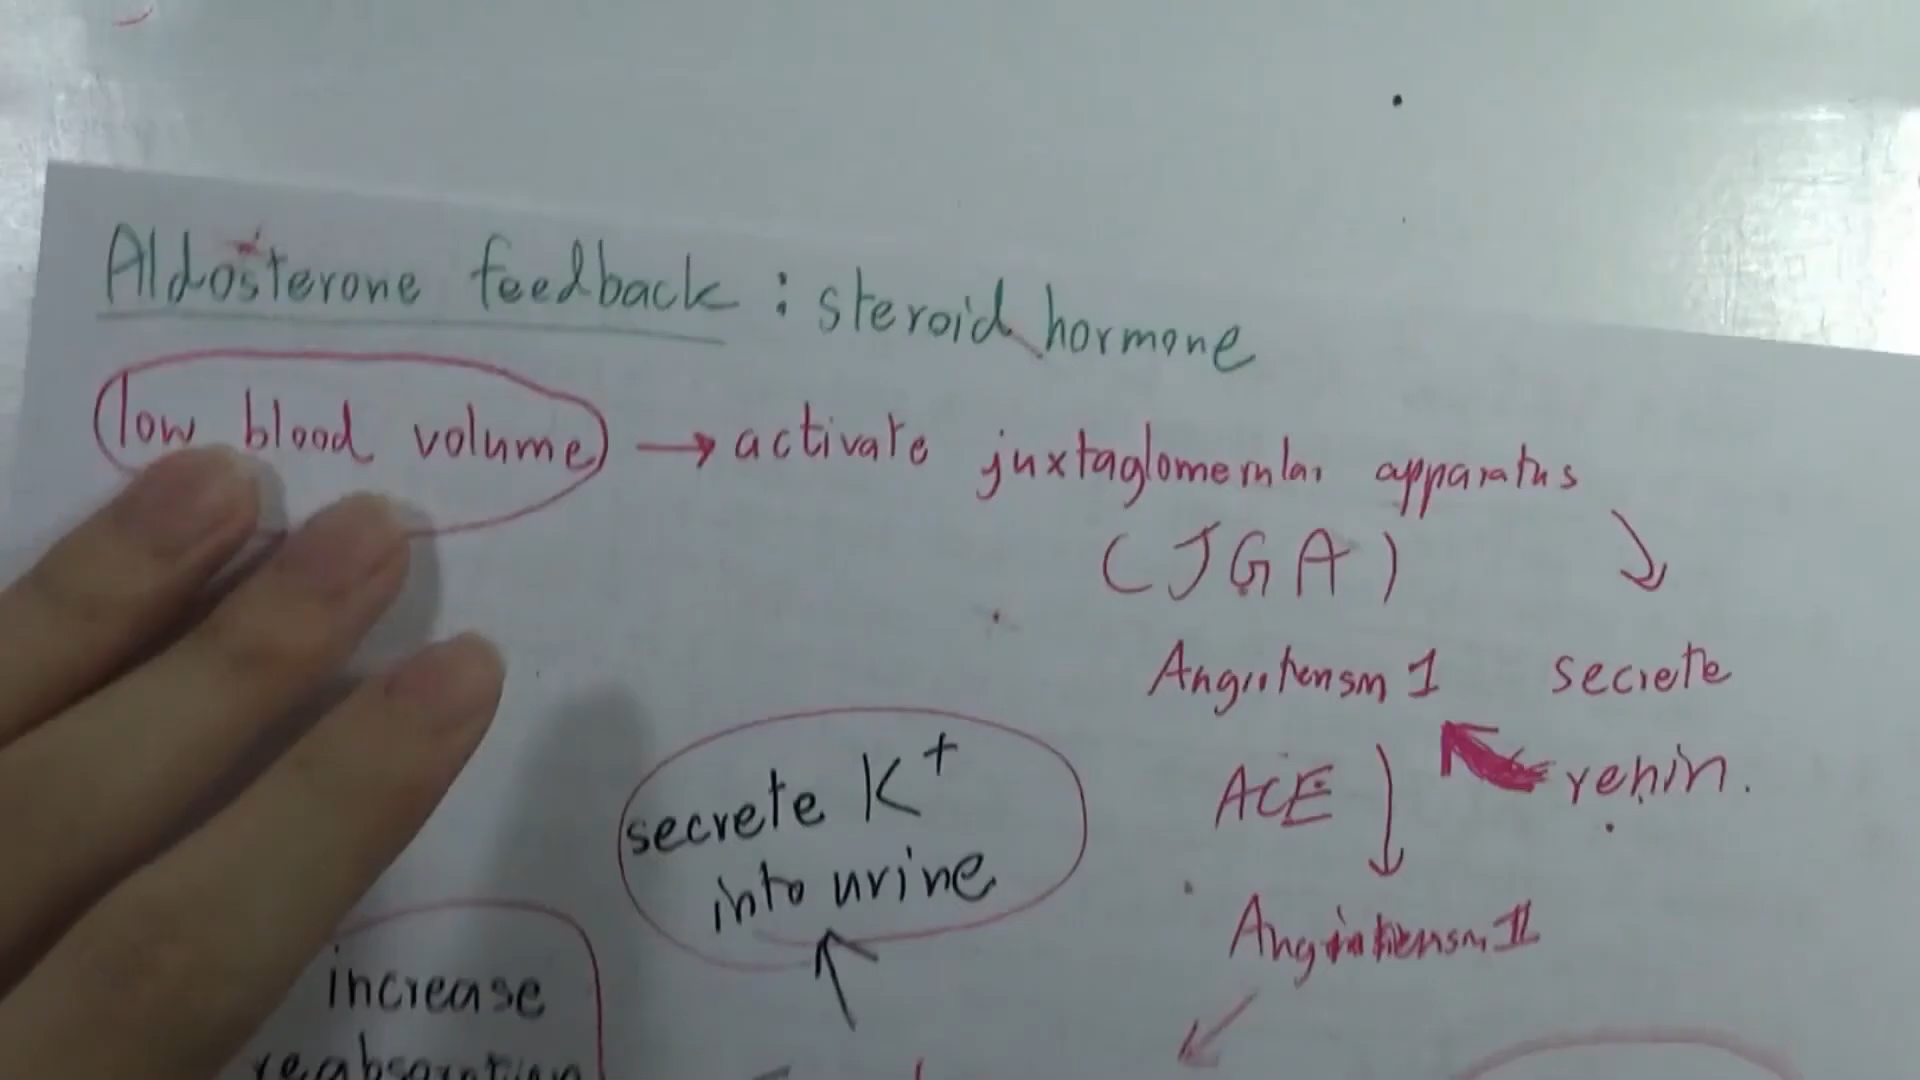 Aldosterone feedback : steroid hormone
low blood volume → activate juxtaglomerular apparatus
(JGA)
Angiotensin 1 secrete
ACE renin.
Angiotensin II
secrete K+
into urine
increase
reabsorption